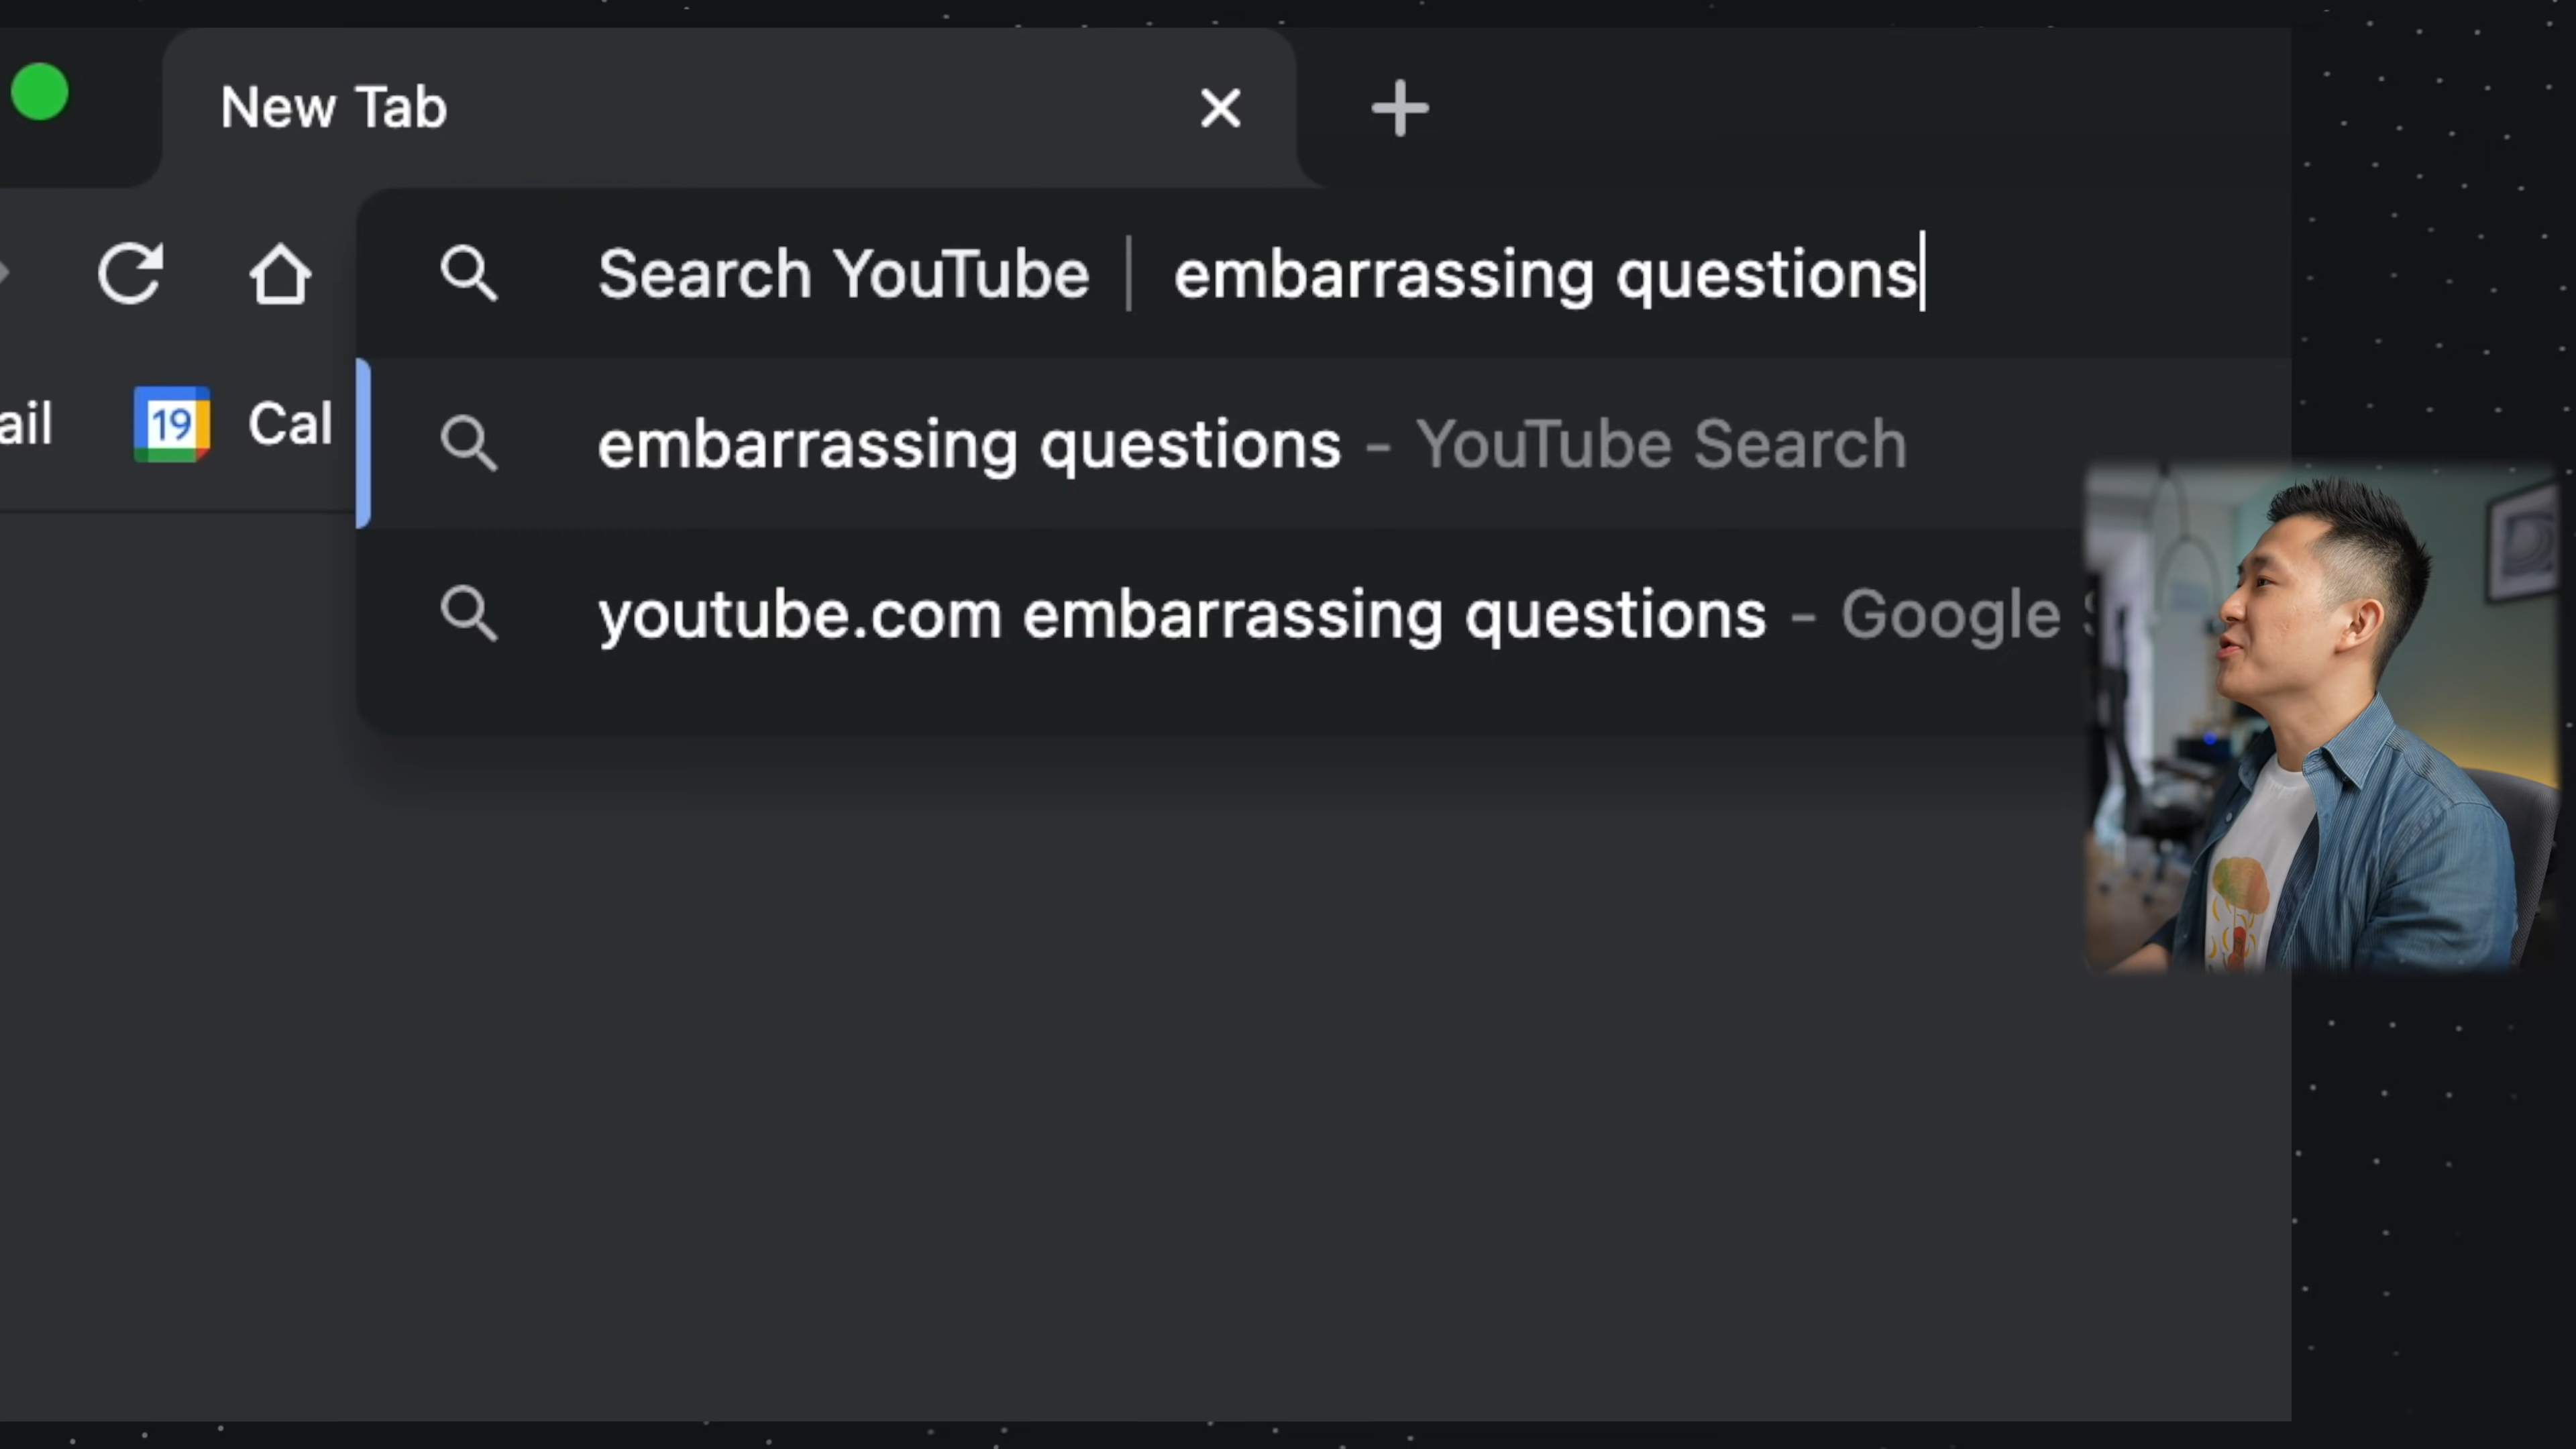 New Tab
Search YouTube | embarrassing questions
ail 19 Cal
embarrassing questions - YouTube Search
youtube.com embarrassing questions - Google